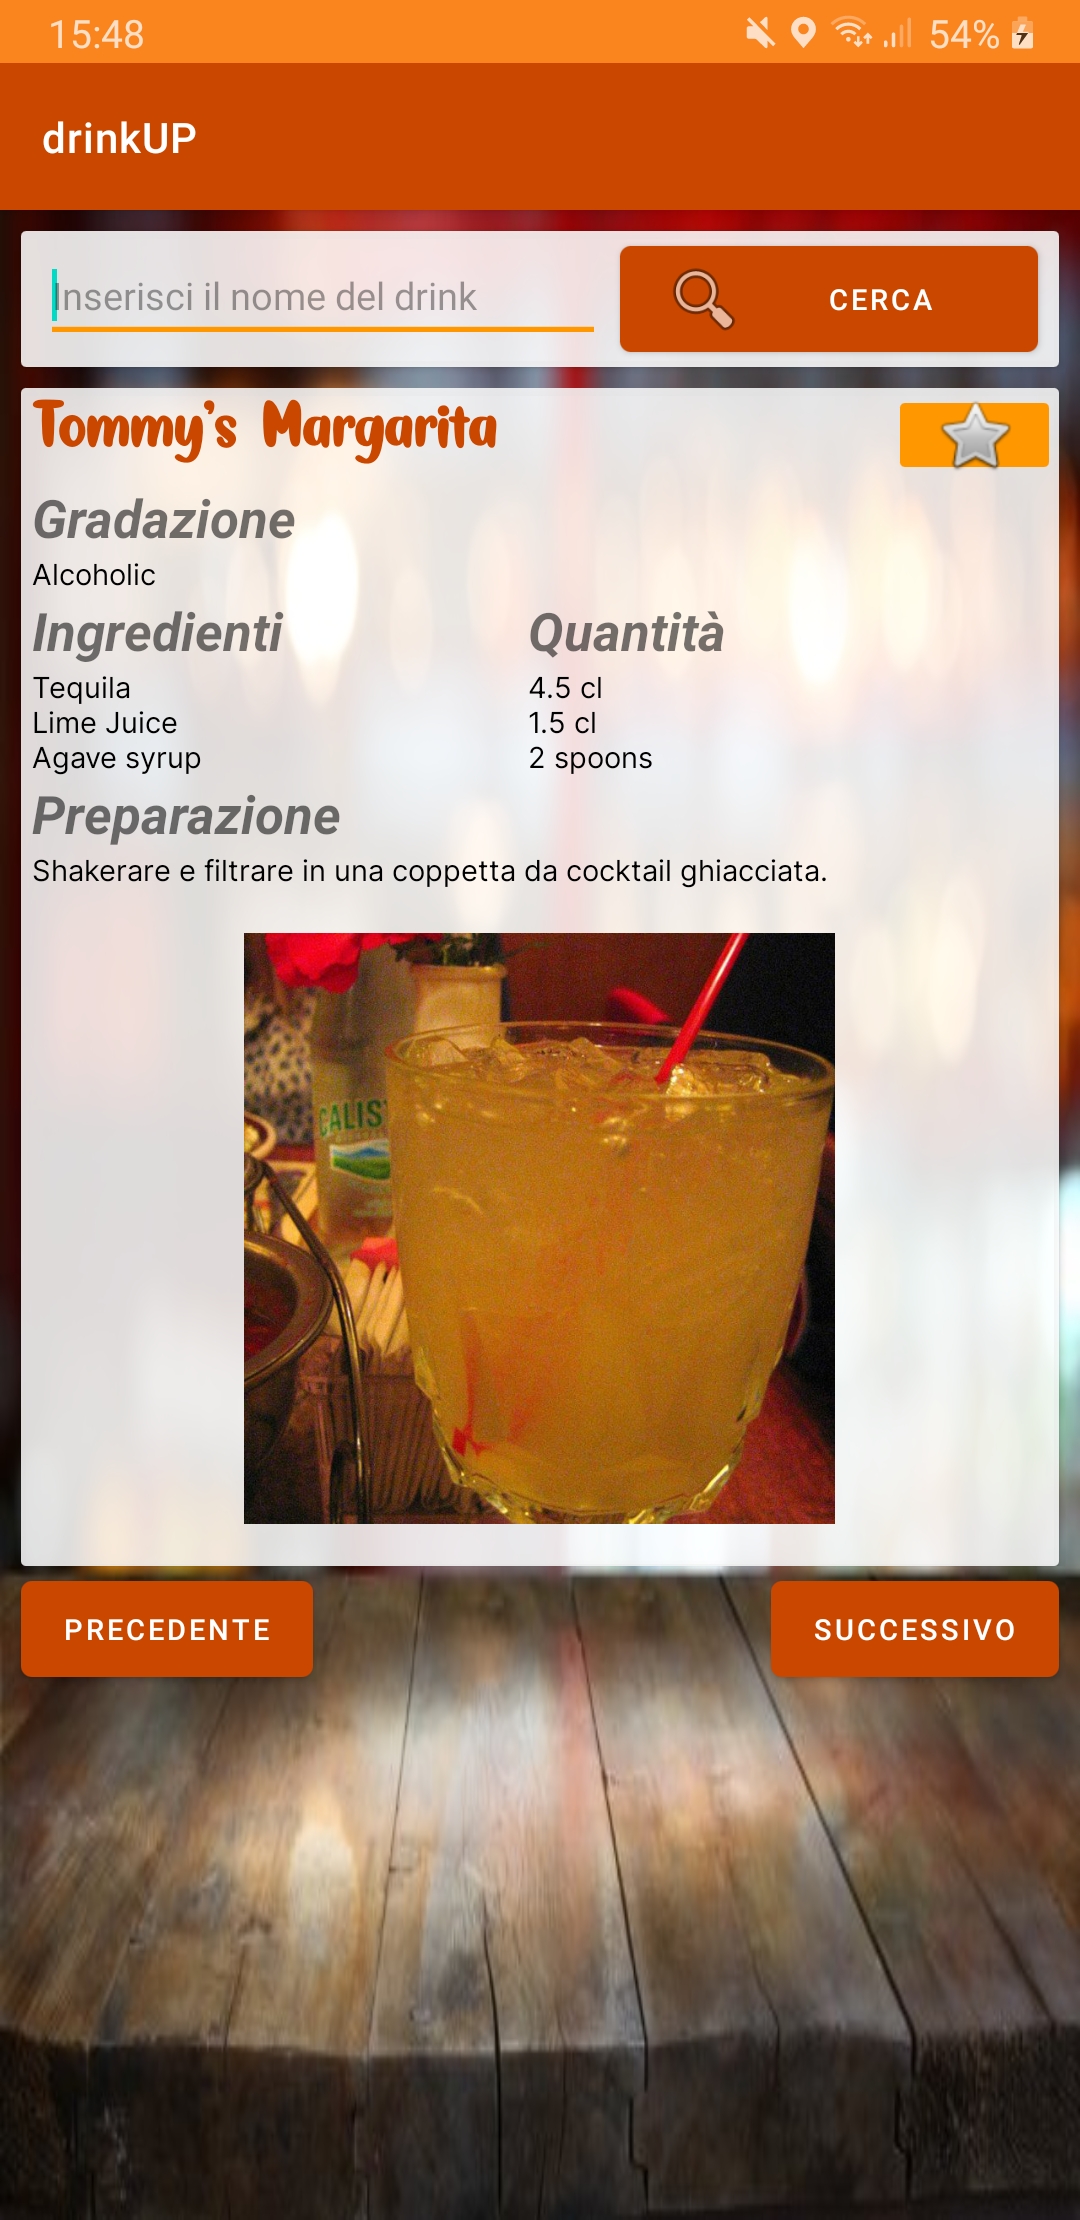 15:48
54%
drinkUP
Inserisci il nome del drink
CERCA
Tommy's Margarita
Gradazione
Alcoholic
Ingredienti Quantità
Tequila 4.5 cl
Lime Juice 1.5 cl
Agave syrup 2 spoons
Preparazione
Shakerare e filtrare in una coppetta da cocktail ghiacciata.
CALIS
PRECEDENTE
SUCCESSIVO